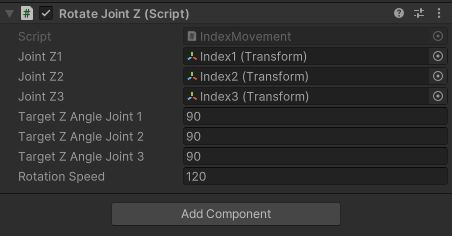 Rotate Joint Z (Script)
Script IndexMovement
Joint Z1 Index1 (Transform)
Joint Z2 Index2 (Transform)
Joint Z3 Index3 (Transform)
Target Z Angle Joint 1 90
Target Z Angle Joint 2 90
Target Z Angle Joint 3 90
Rotation Speed 120
Add Component